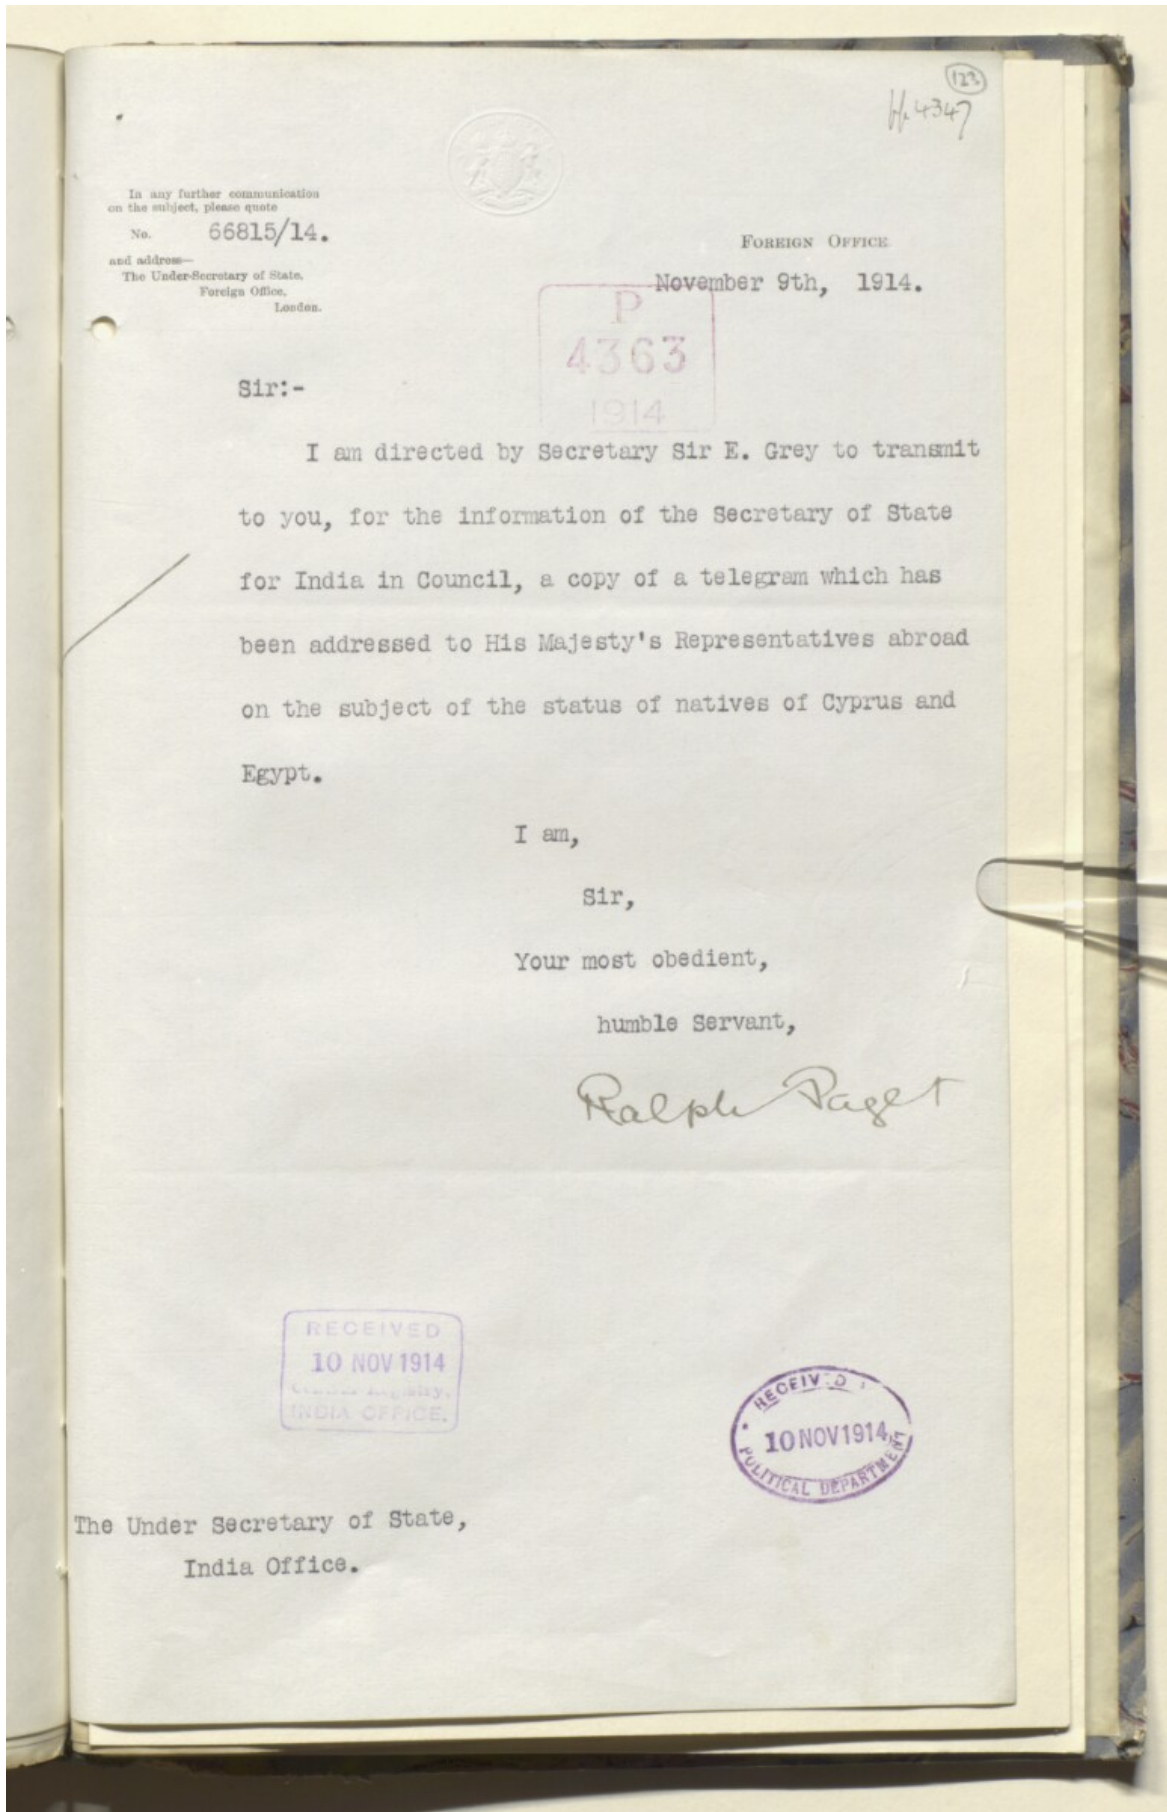 123
4347
In any further communication
on the subject, please quote
No. 66815/14.
and address—
The Under-Secretary of State,
Foreign Office,
London.
FOREIGN OFFICE
November 9th, 1914.
P
4363
1914
Sir:-
I am directed by Secretary Sir E. Grey to transmit
to you, for the information of the Secretary of State
for India in Council, a copy of a telegram which has
been addressed to His Majesty's Representatives abroad
on the subject of the status of natives of Cyprus and
Egypt.
I am,
Sir,
Your most obedient,
humble Servant,
Ralph Paget
RECEIVED
10 NOV 1914
INDIA OFFICE.
RECEIVED
10 NOV 1914
POLITICAL DEPARTMENT
The Under Secretary of State,
India Office.